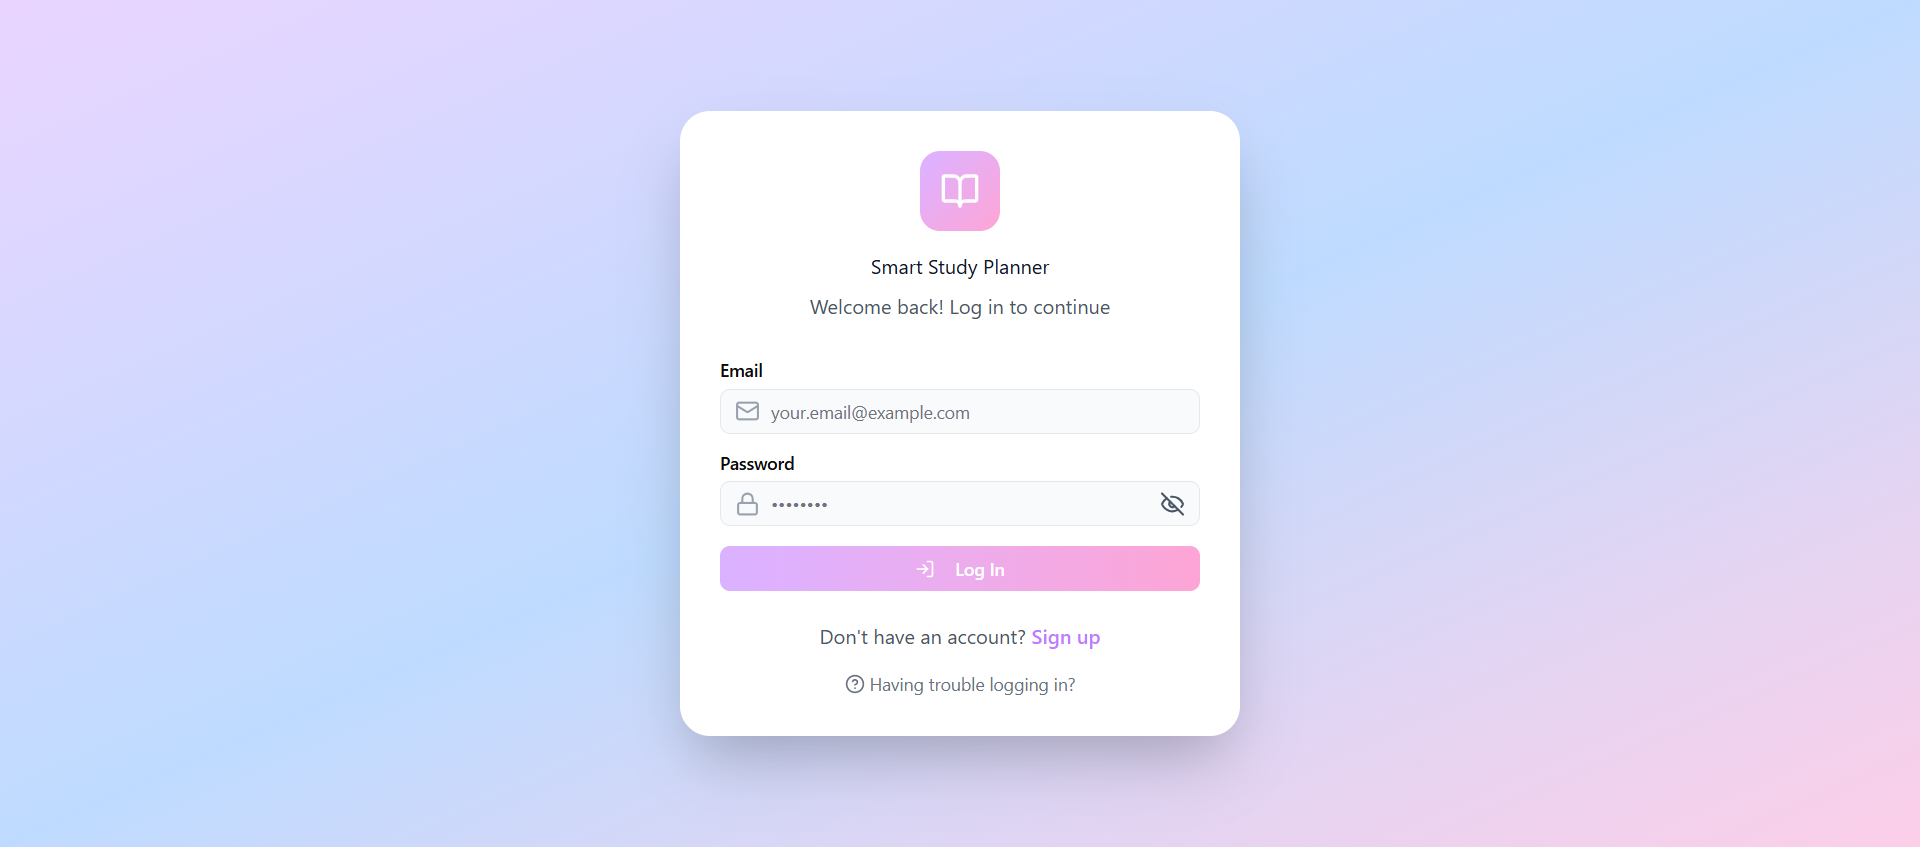 Smart Study Planner
Welcome back! Log in to continue
Email
your.email@example.com
Password
••••••••
Log In
Don't have an account? Sign up
Having trouble logging in?